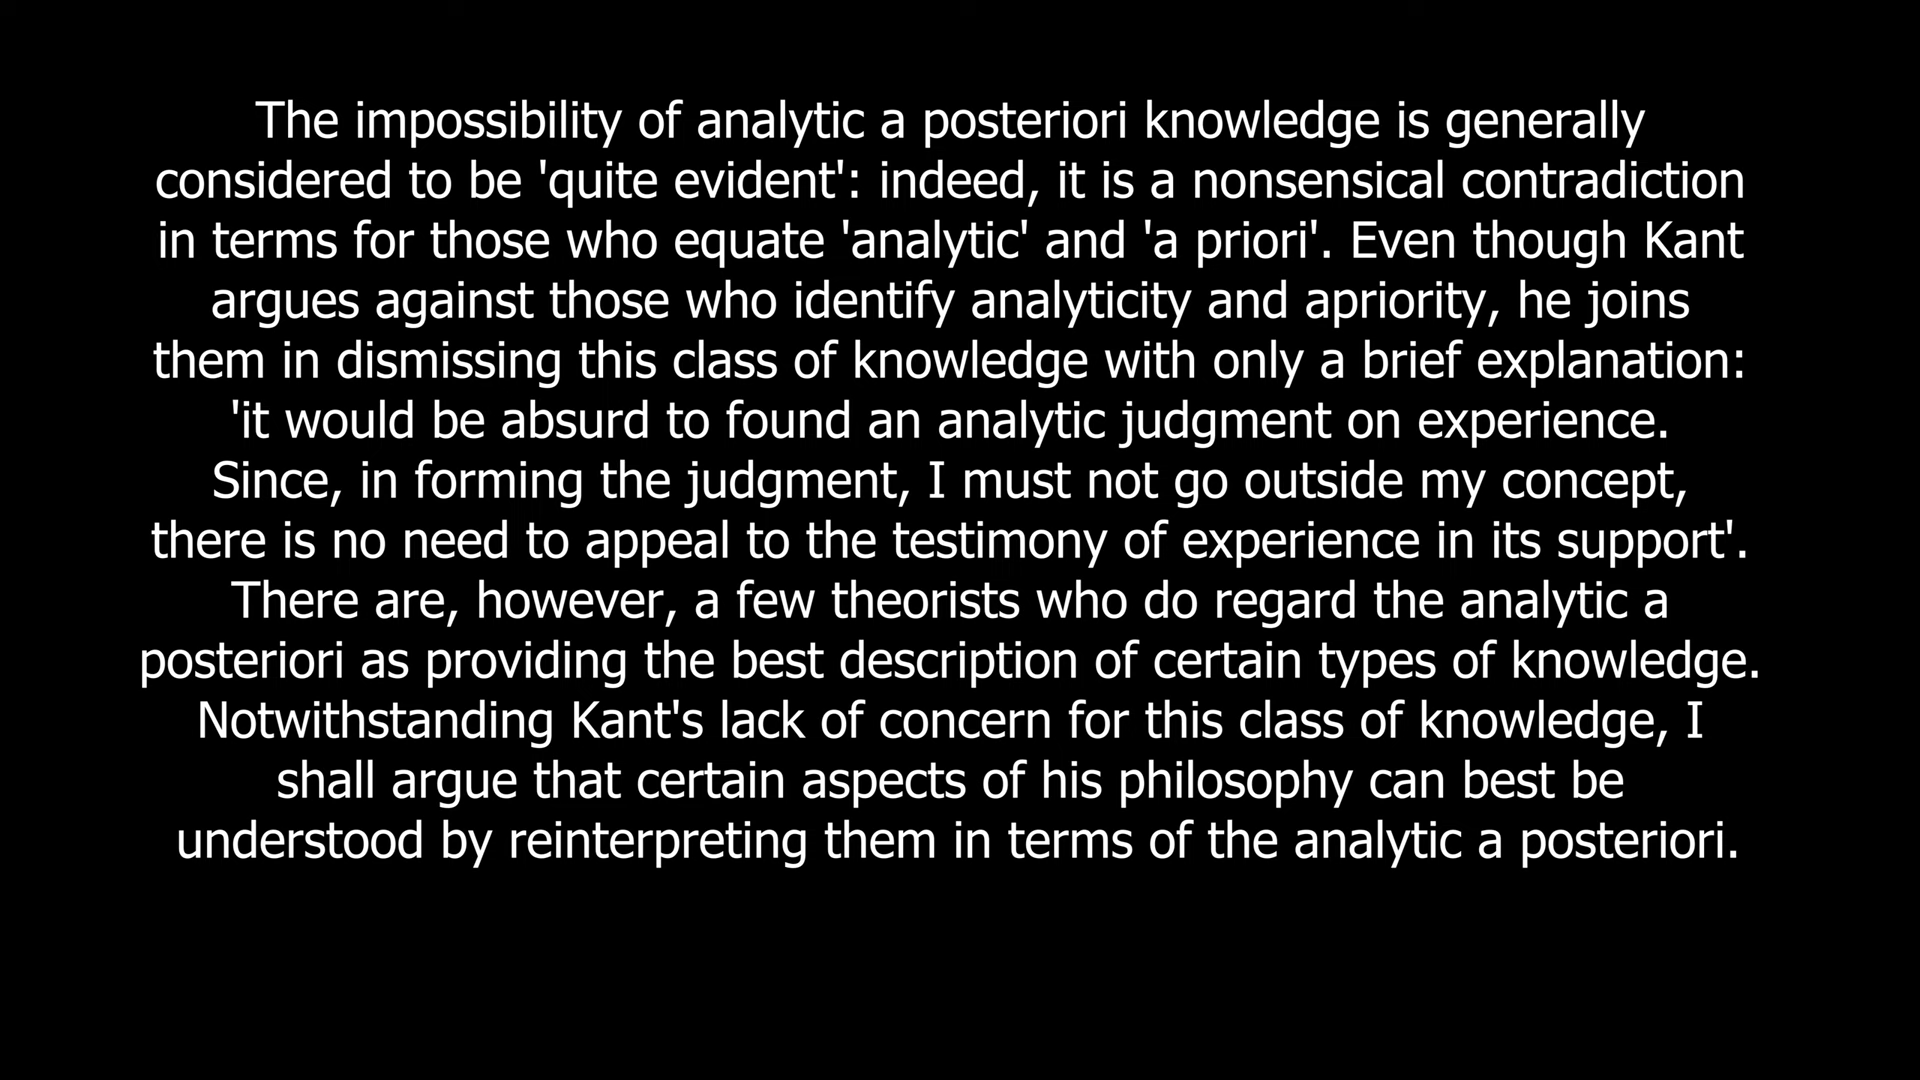 The impossibility of analytic a posteriori knowledge is generally
considered to be 'quite evident': indeed, it is a nonsensical contradiction
in terms for those who equate 'analytic' and 'a priori'. Even though Kant
argues against those who identify analyticity and apriority, he joins
them in dismissing this class of knowledge with only a brief explanation:
'it would be absurd to found an analytic judgment on experience.
Since, in forming the judgment, I must not go outside my concept,
there is no need to appeal to the testimony of experience in its support'.
There are, however, a few theorists who do regard the analytic a
posteriori as providing the best description of certain types of knowledge.
Notwithstanding Kant's lack of concern for this class of knowledge, I
shall argue that certain aspects of his philosophy can best be
understood by reinterpreting them in terms of the analytic a posteriori.